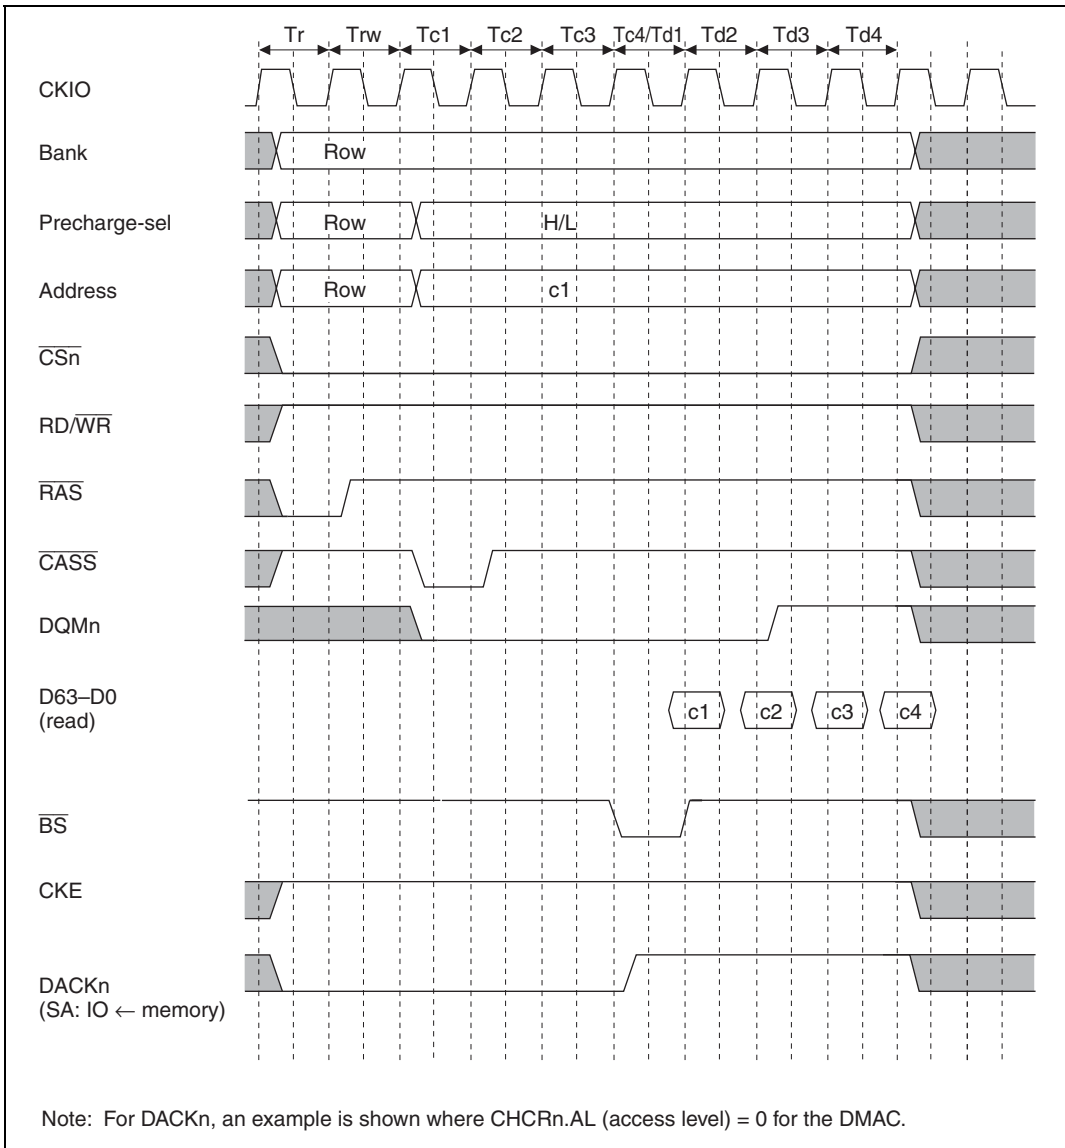 Tr Trw Tc1 Tc2 Tc3 Tc4/Td1 Td2 Td3 Td4
CKIO
Bank Row
Precharge-sel Row H/L
Address Row c1
CSn
RD/WR
RAS
CASS
DQMn
D63–D0
(read) c1 c2 c3 c4
BS
CKE
DACKn
(SA: IO ← memory)
Note: For DACKn, an example is shown where CHCRn.AL (access level) = 0 for the DMAC.